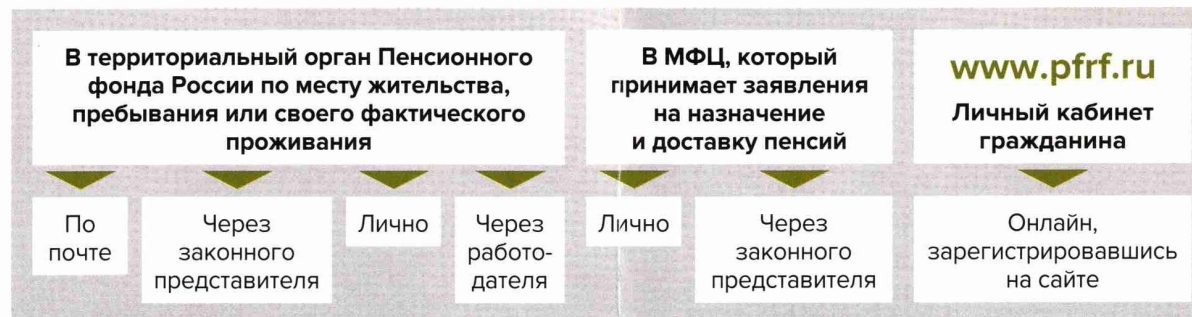 В территориальный орган Пенсионного
фонда России по месту жительства,
пребывания или своего фактического
проживания
По
почте
Через
законного
представителя
Лично
Через
работо-
дателя
В МФЦ, который
принимает заявления
на назначение
и доставку пенсий
Лично
Через
законного
представителя
www.pfrf.ru
Личный кабинет
гражданина
Онлайн,
зарегистрировавшись
на сайте